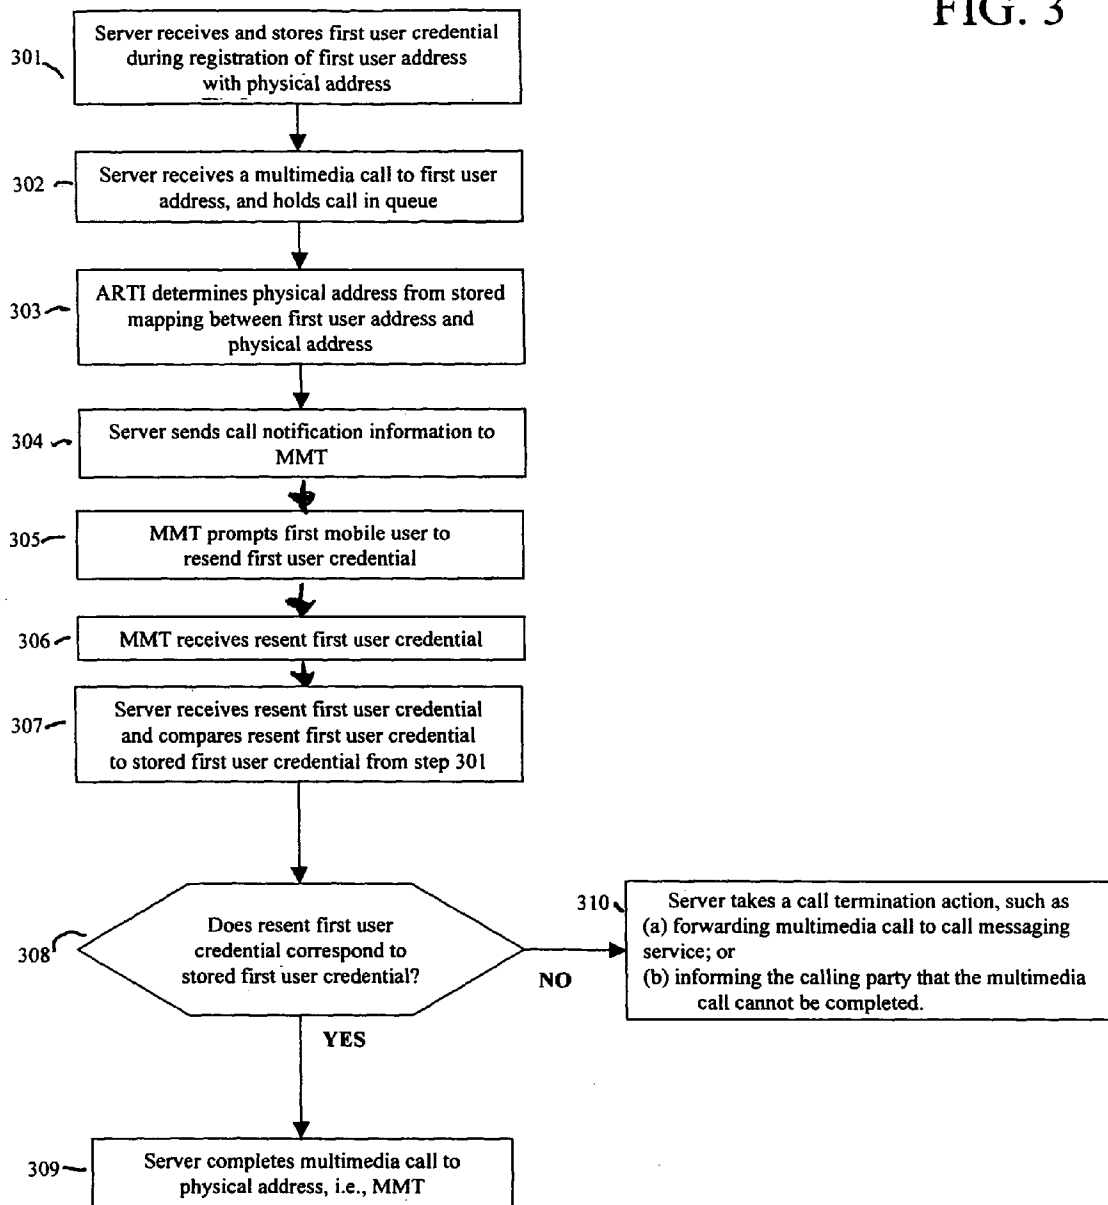 FIG. 3
301
Server receives and stores first user credential
during registration of first user address
with physical address
302
Server receives a multimedia call to first user
address, and holds call in queue
303
ARTI determines physical address from stored
mapping between first user address and
physical address
304
Server sends call notification information to
MMT
305
MMT prompts first mobile user to
resend first user credential
306
MMT receives resent first user credential
307
Server receives resent first user credential
and compares resent first user credential
to stored first user credential from step 301
308
Does resent first user
credential correspond to
stored first user credential?
NO
310
Server takes a call termination action, such as
(a) forwarding multimedia call to call messaging
service; or
(b) informing the calling party that the multimedia
call cannot be completed.
YES
309
Server completes multimedia call to
physical address, i.e., MMT